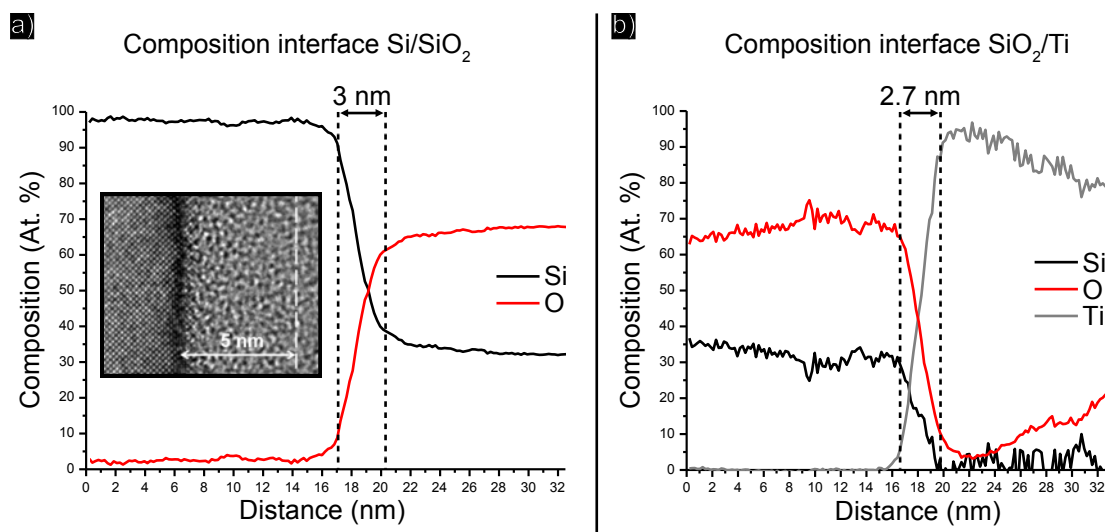 a)
Composition interface Si/SiO₂
3 nm
100
90
80
70
60
50
40
30
20
10
0
Composition (At. %)
5 nm
Si
O
0 2 4 6 8 10 12 14 16 18 20 22 24 26 28 30 32
Distance (nm)
b)
Composition interface SiO₂/Ti
2.7 nm
100
90
80
70
60
50
40
30
20
10
0
Composition (At. %)
Si
O
Ti
0 2 4 6 8 10 12 14 16 18 20 22 24 26 28 30 32
Distance (nm)